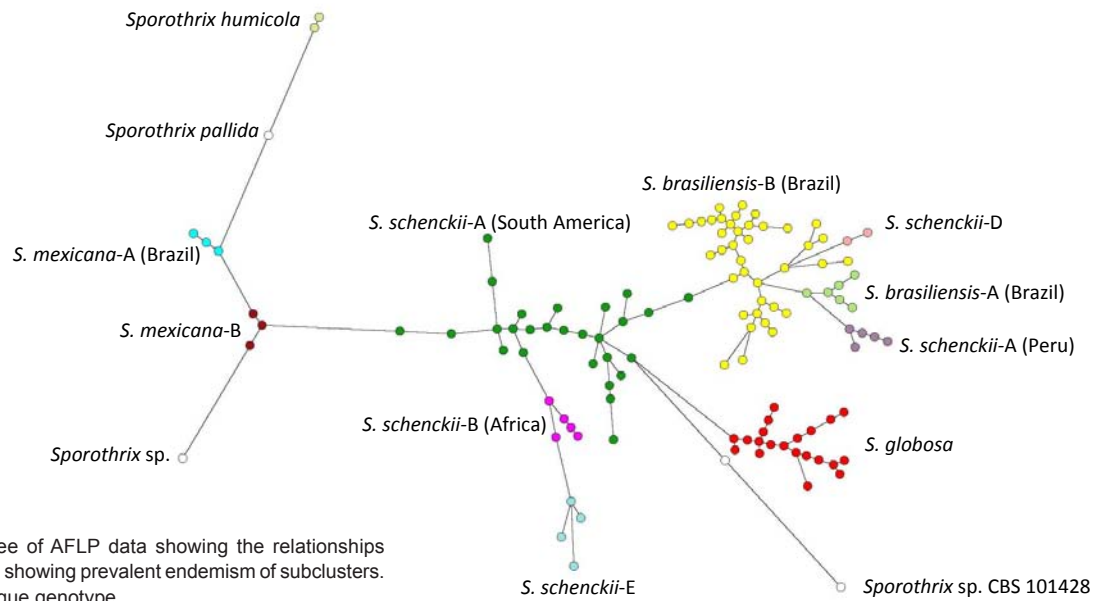 Sporothrix humicola
Sporothrix pallida
S. brasiliensis-B (Brazil)
S. schenckii-A (South America)
S. schenckii-D
S. mexicana-A (Brazil)
S. brasiliensis-A (Brazil)
S. mexicana-B
S. schenckii-A (Peru)
S. schenckii-B (Africa)
S. globosa
Sporothrix sp.
ee of AFLP data showing the relationships
showing prevalent endemism of subclusters.
que genotype
S. schenckii-E
Sporothrix sp. CBS 101428